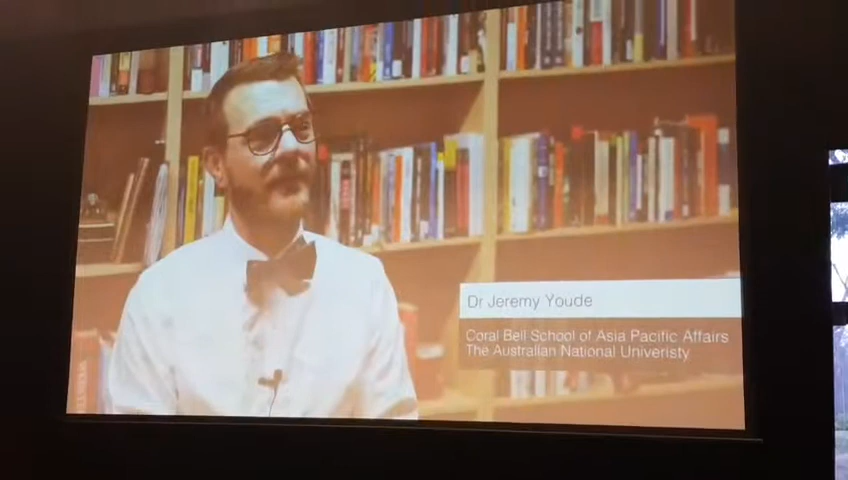 Dr Jeremy Youde
Coral Bell School of Asia Pacific Affairs
The Australian National Univeristy